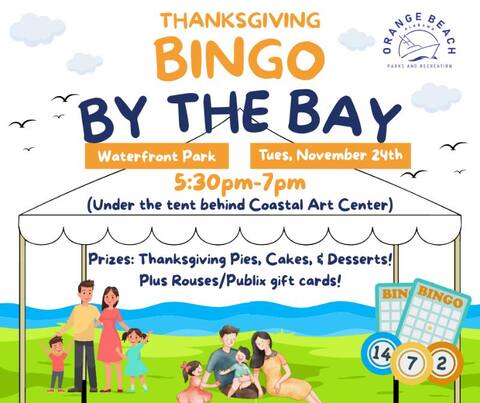 THANKSGIVING
BINGO
BY THE BAY
ORANGE BEACH
ALABAMA
PARKS AND RECREATION
Waterfront Park
Tues, November 24th
5:30pm-7pm
(Under the tent behind Coastal Art Center)
Prizes: Thanksgiving Pies, Cakes, & Desserts!
Plus Rouses/Publix gift cards!
BIN
BINGO
14
7
2